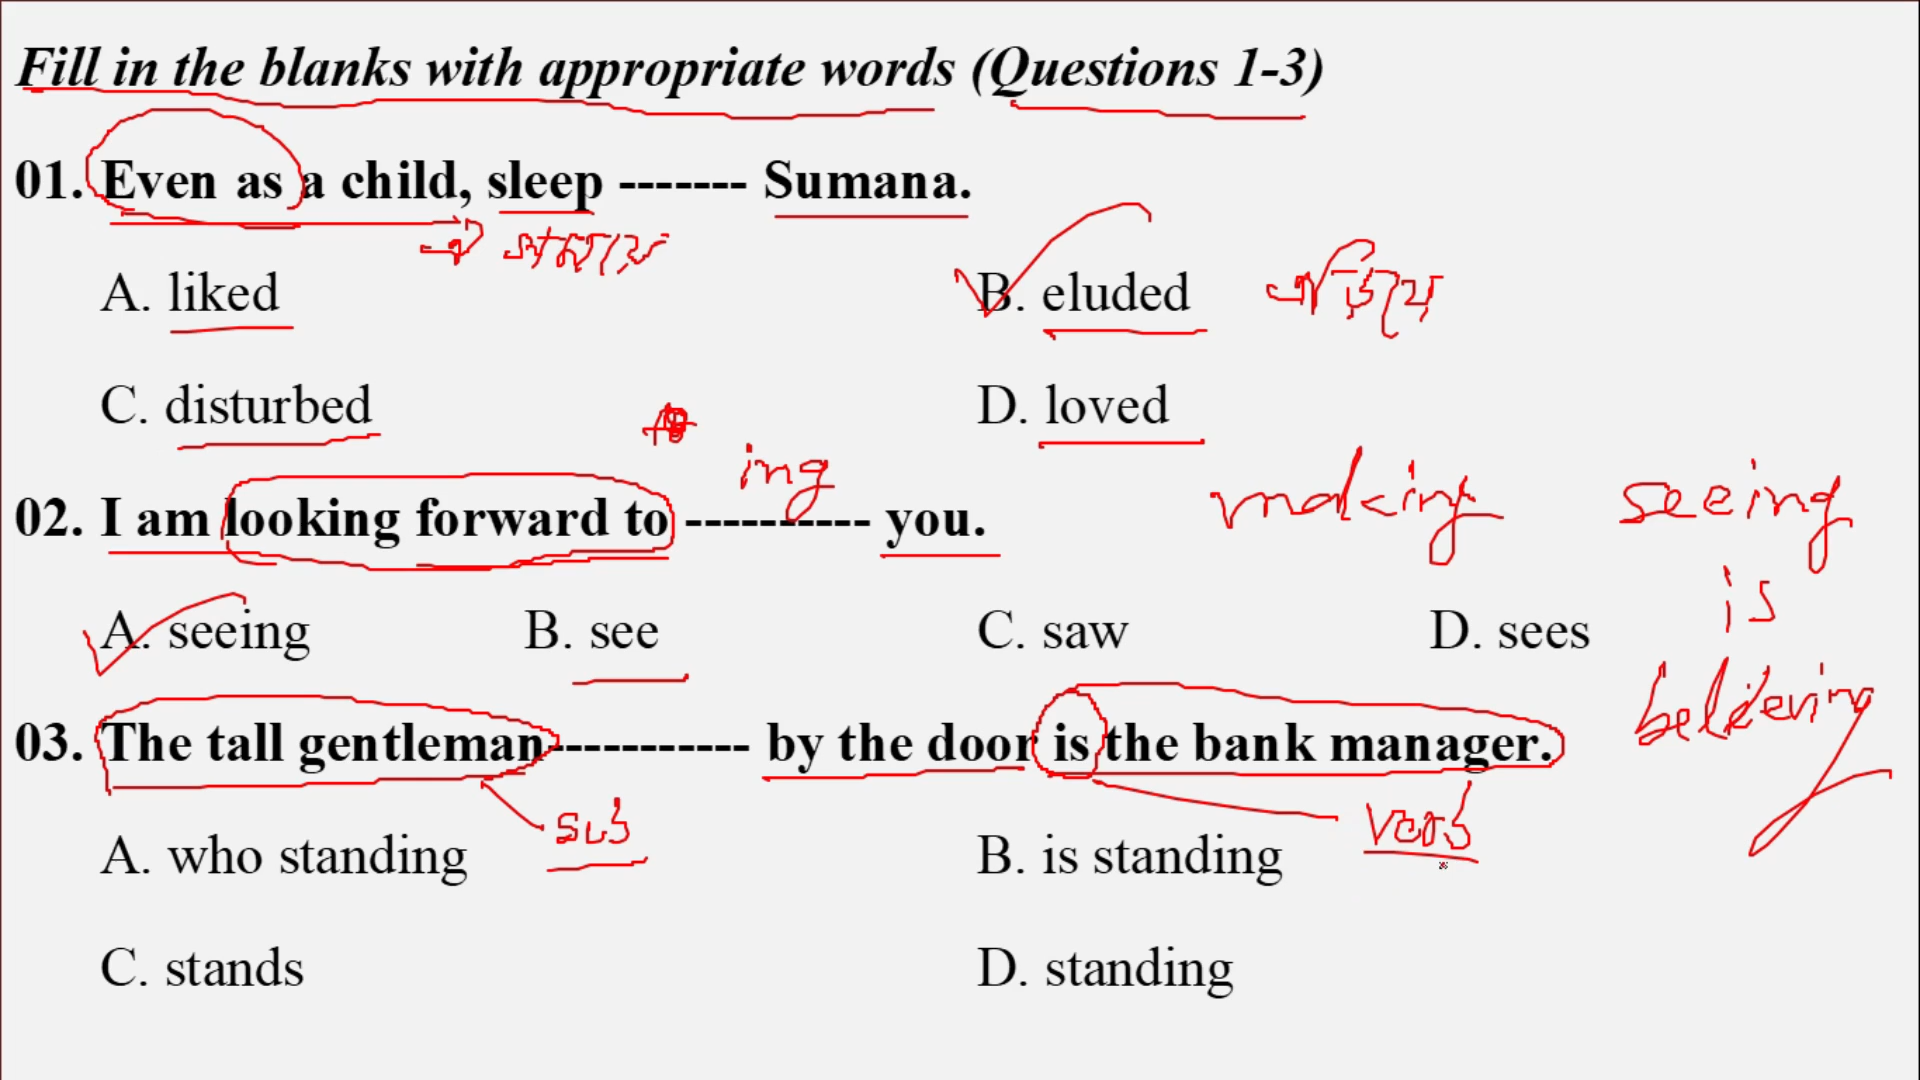 Fill in the blanks with appropriate words (Questions 1-3)
01. Even as a child, sleep ------- Sumana.
A. liked
B. eluded
C. disturbed
D. loved
ing
making
seeing
is
beleieving
02. I am looking forward to ---------- you.
A. seeing
B. see
C. saw
D. sees
03. The tall gentleman----------- by the door is the bank manager.
sub
verb
A. who standing
B. is standing
C. stands
D. standing